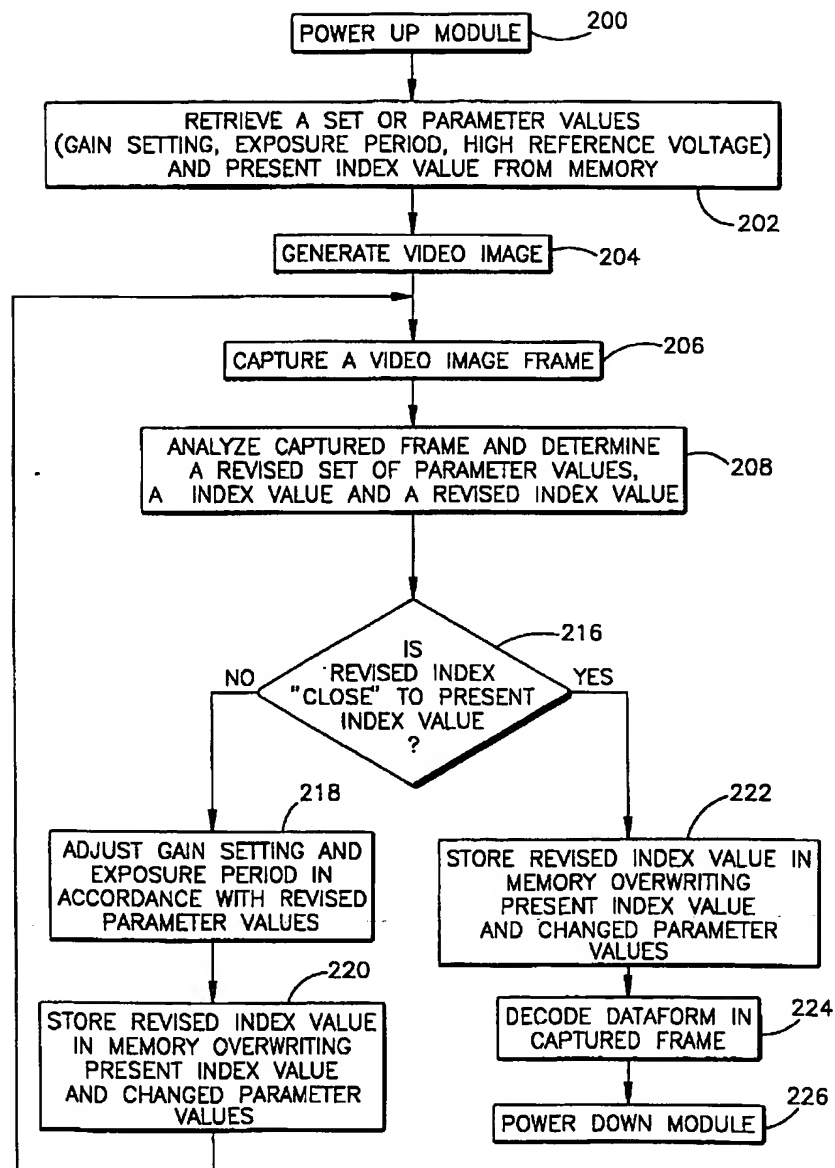 POWER UP MODULE
200
RETRIEVE A SET OR PARAMETER VALUES
(GAIN SETTING, EXPOSURE PERIOD, HIGH REFERENCE VOLTAGE)
AND PRESENT INDEX VALUE FROM MEMORY
202
GENERATE VIDEO IMAGE
204
CAPTURE A VIDEO IMAGE FRAME
206
ANALYZE CAPTURED FRAME AND DETERMINE
A REVISED SET OF PARAMETER VALUES,
A INDEX VALUE AND A REVISED INDEX VALUE
208
IS
REVISED INDEX
"CLOSE" TO PRESENT
INDEX VALUE
?
216
NO
YES
218
ADJUST GAIN SETTING AND
EXPOSURE PERIOD IN
ACCORDANCE WITH REVISED
PARAMETER VALUES
220
STORE REVISED INDEX VALUE
IN MEMORY OVERWRITING
PRESENT INDEX VALUE
AND CHANGED PARAMETER
VALUES
222
STORE REVISED INDEX VALUE IN
MEMORY OVERWRITING
PRESENT INDEX VALUE
AND CHANGED PARAMETER
VALUES
DECODE DATAFORM IN
CAPTURED FRAME
224
POWER DOWN MODULE
226